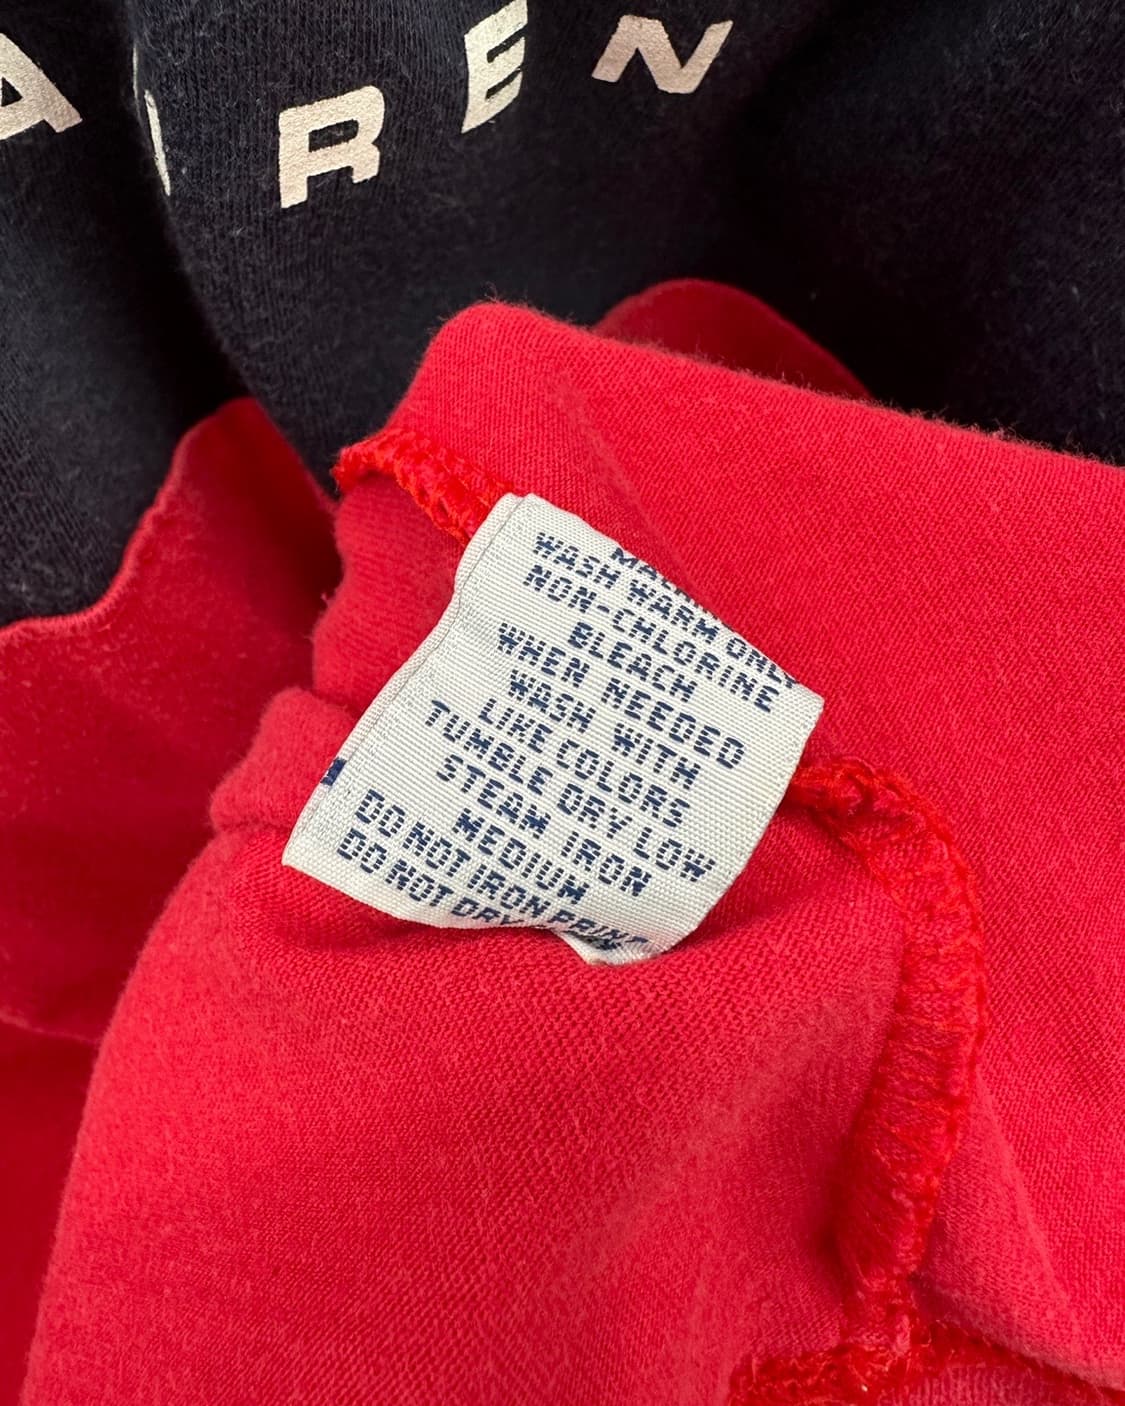 AUREN
WASH WARM ONLY
NON-CHLORINE
BLEACH
WHEN NEEDED
WASH WITH
LIKE COLORS
TUMBLE DRY LOW
STEAM IRON
MEDIUM
DO NOT IRON PRINT
DO NOT DRY